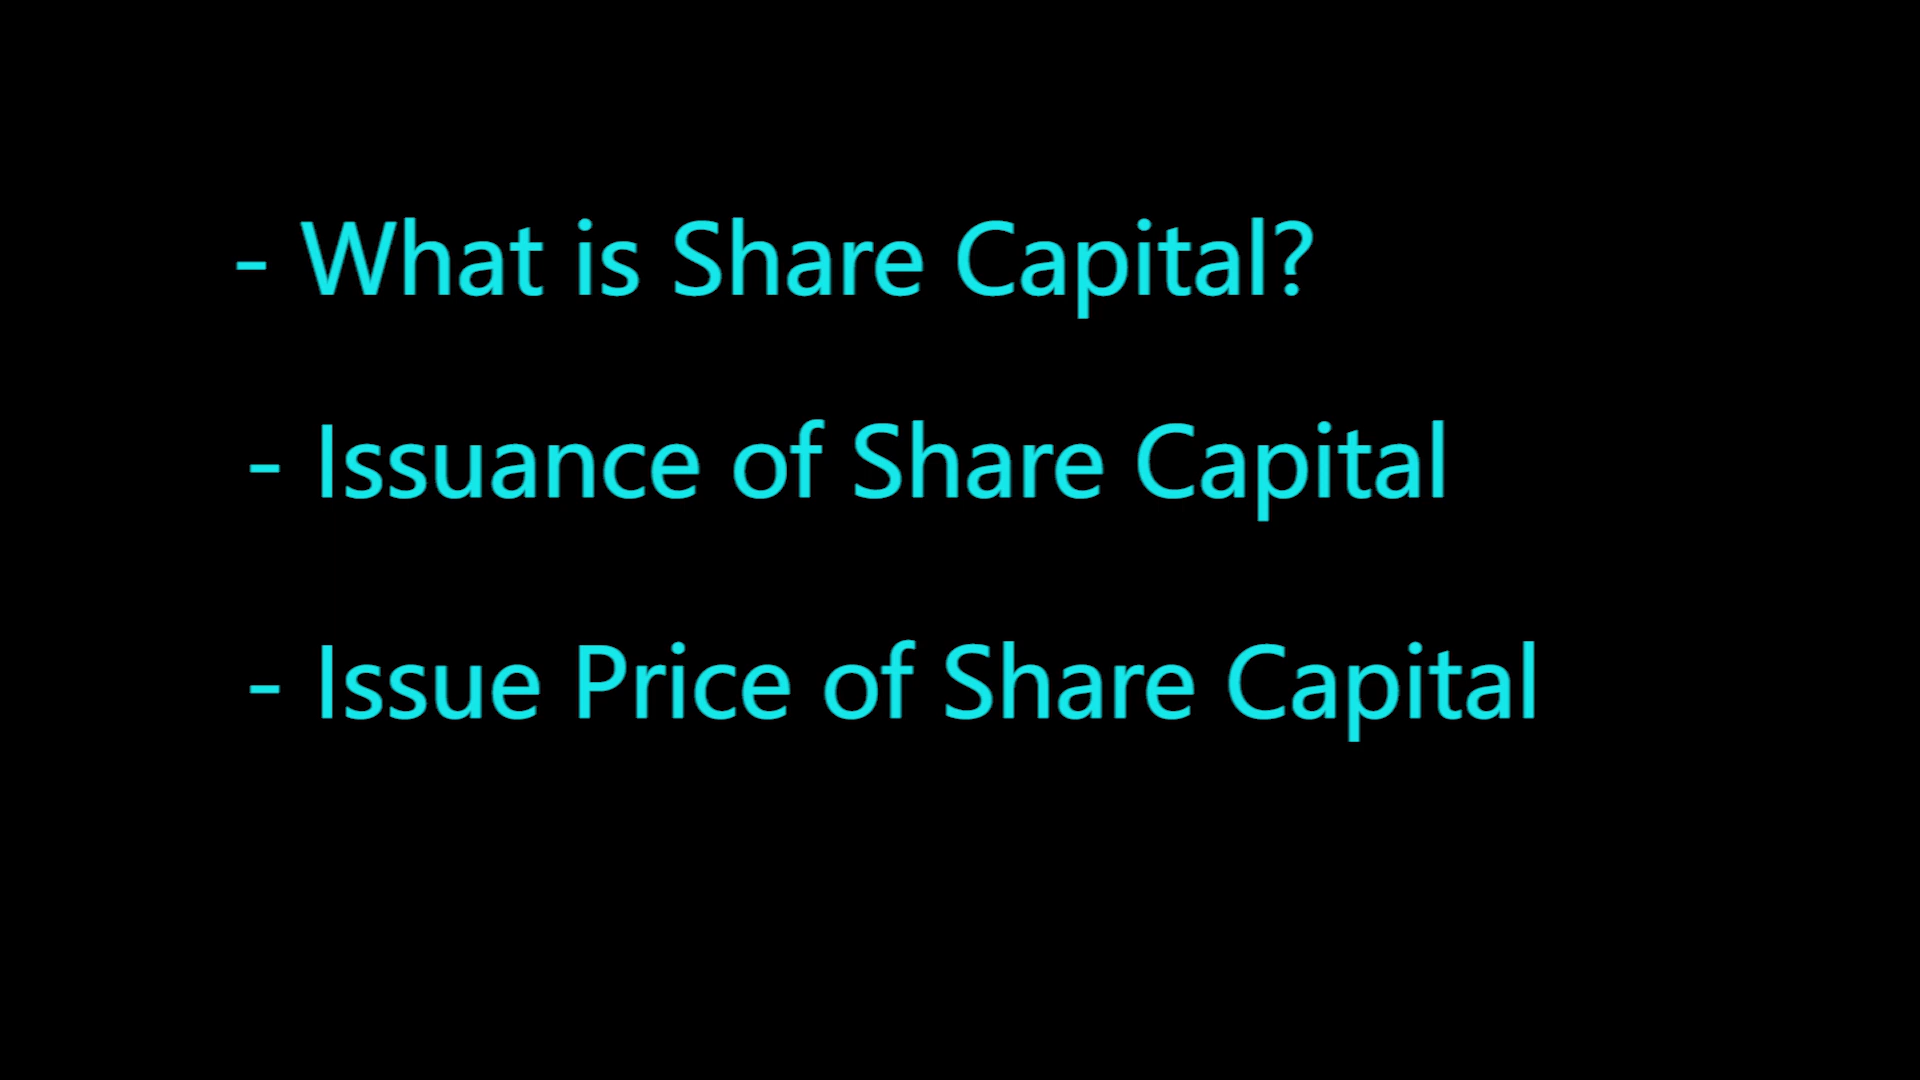 - What is Share Capital?
- Issuance of Share Capital
- Issue Price of Share Capital